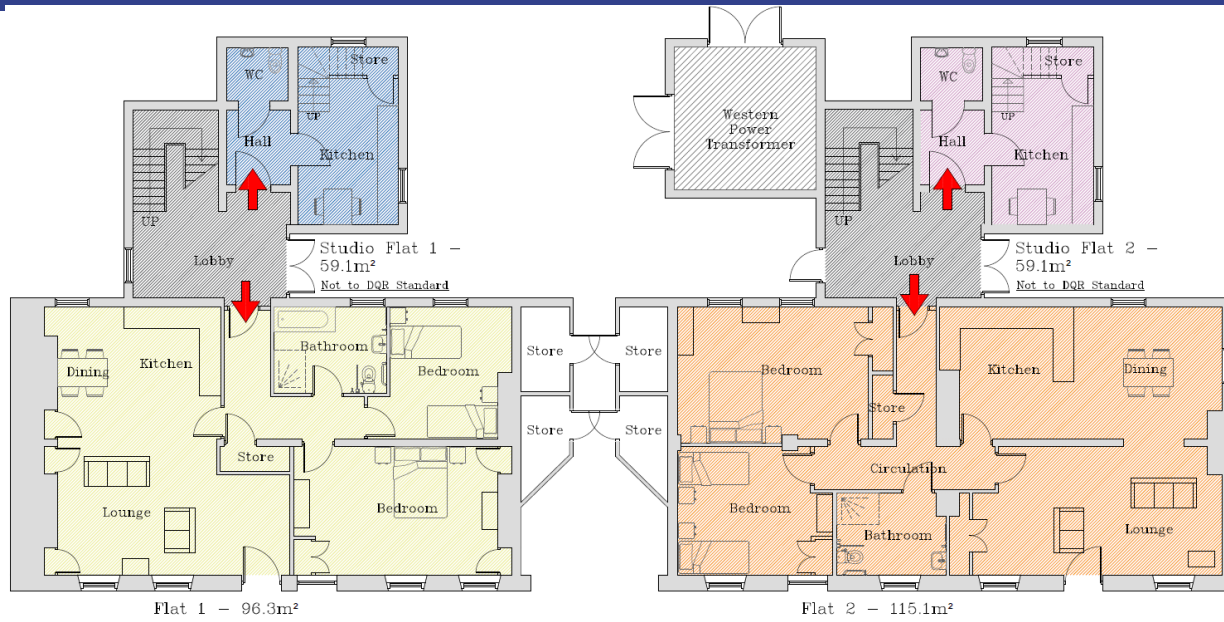 WC
Store
UP
Hall
Kitchen
UP
Lobby
Studio Flat 1 –
59.1m²
Not to DQR Standard
Western
Power
Transformer
WC
Store
UP
Hall
Kitchen
UP
Lobby
Studio Flat 2 –
59.1m²
Not to DQR Standard
Kitchen
Dining
Bathroom
Bedroom
Store
Lounge
Bedroom
Store
Store
Store
Store
Bedroom
Store
Kitchen
Dining
Circulation
Bedroom
Bathroom
Lounge
Flat 1 – 96.3m²
Flat 2 – 115.1m²